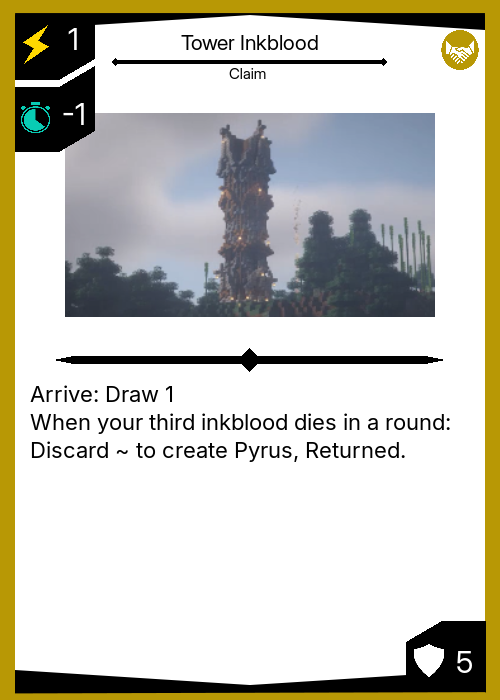 1
Tower Inkblood
Claim
-1
Arrive: Draw 1
When your third inkblood dies in a round:
Discard ~ to create Pyrus, Returned.
5